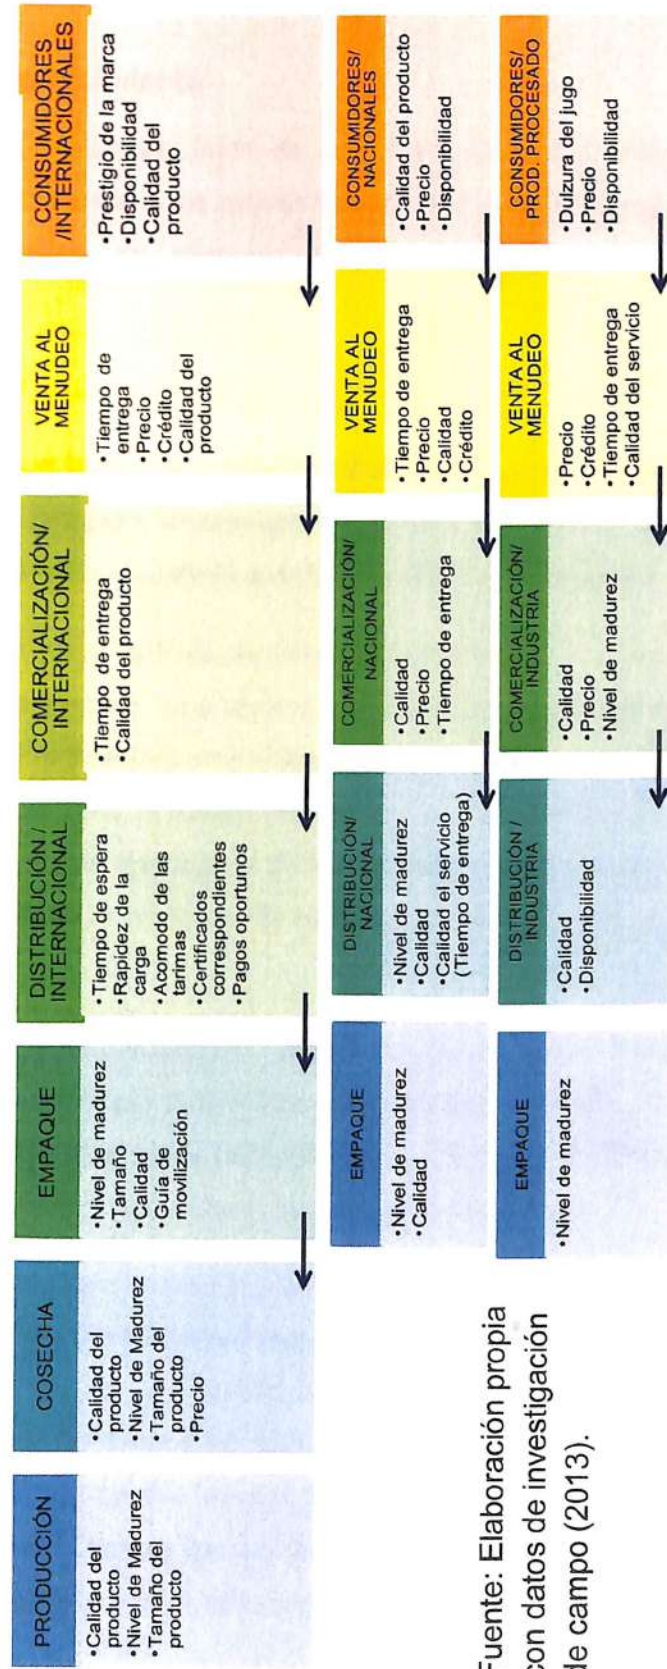 PRODUCCIÓN
•Calidad del
producto
•Nivel de Madurez
•Tamaño del
producto
COSECHA
•Calidad del
producto
•Nivel de Madurez
•Tamaño del
producto
•Precio
EMPAQUE
•Nivel de madurez
•Tamaño
Calidad
•Guía de
movilización
DISTRIBUCIÓN /
INTERNACIONAL
•Tiempo de espera
•Rapidez de la
carga
•Acomodo de las
tarimas
•Certificados
correspondientes
•Pagos oportunos
COMERCIALIZACIÓN/
INTERNACIONAL
•Tiempo de entrega
•Calidad del producto
VENTA AL
MENUDEO
•Tiempo de
entrega
•Precio
•Crédito
•Calidad del
producto
CONSUMIDORES
/INTERNACIONALES
•Prestigio de la marca
•Disponibilidad
•Calidad del
producto
EMPAQUE
•Nivel de madurez
•Calidad
DISTRIBUCIÓN/
NACIONAL
•Nivel de madurez
•Calidad
•Calidad el servicio
(Tiempo de entrega)
COMERCIALIZACIÓN/
NACIONAL
•Calidad
•Precio
•Tiempo de entrega
VENTA AL
MENUDEO
•Tiempo de entrega
•Precio
•Calidad
•Crédito
CONSUMIDORES/
NACIONALES
•Calidad del producto
•Precio
•Disponibilidad
EMPAQUE
•Nivel de madurez
DISTRIBUCIÓN /
INDUSTRIA
•Calidad
•Disponibilidad
COMERCIALIZACIÓN/
INDUSTRIA
•Calidad
•Precio
•Nivel de madurez
VENTA AL
MENUDEO
•Precio
•Crédito
•Tiempo de entrega
•Calidad del servicio
CONSUMIDORES/
PROD. PROCESADO
•Dulzura del jugo
•Precio
•Disponibilidad
Fuente: Elaboración propia
con datos de investigación
de campo (2013).